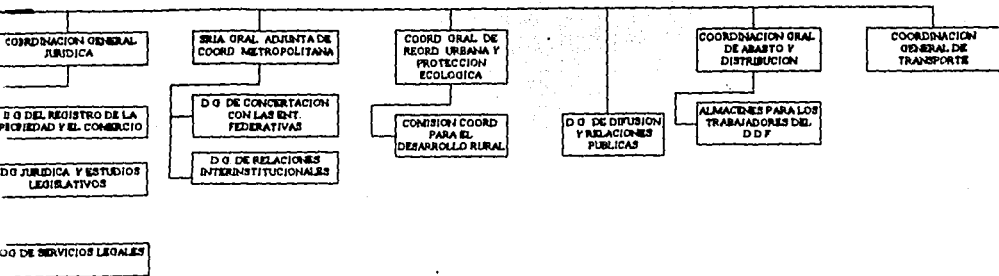 COORDINACION GENERAL
JURIDICA
SRIA GRAL ADJUNTA DE
COORD METROPOLITANA
COORD GRAL DE
REORD URBANA Y
PROTECCION
ECOLOGICA
COORDINACION GRAL
DE ABASTO Y
DISTRIBUCION
COORDINACION
GENERAL DE
TRANSPORTE
D G DEL REGISTRO DE LA
PROPIEDAD Y EL COMERCIO
D G DE CONCERTACION
CON LAS ENT.
FEDERATIVAS
COMISION COORD
PARA EL
DESARROLLO RURAL
D G DE DIFUSION
Y RELACIONES
PUBLICAS
ALMACENES PARA LOS
TRABAJADORES DEL
D D F
DG JURIDICA Y ESTUDIOS
LEGISLATIVOS
D G DE RELACIONES
INTERINSTITUCIONALES
DG DE SERVICIOS LEGALES